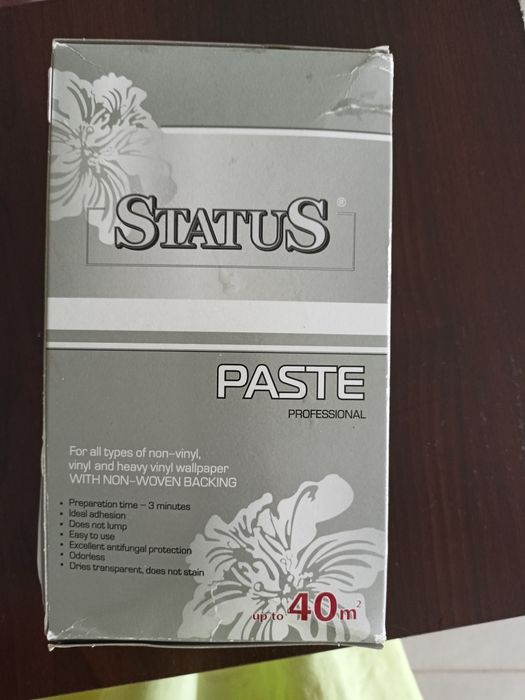 STATUS®
PASTE
PROFESSIONAL
For all types of non-vinyl,
vinyl and heavy vinyl wallpaper
WITH NON-WOVEN BACKING
• Preparation time – 3 minutes
• Ideal adhesion
• Does not lump
• Easy to use
• Excellent antifungal protection
• Odorless
• Dries transparent, does not stain
up to 40 m²